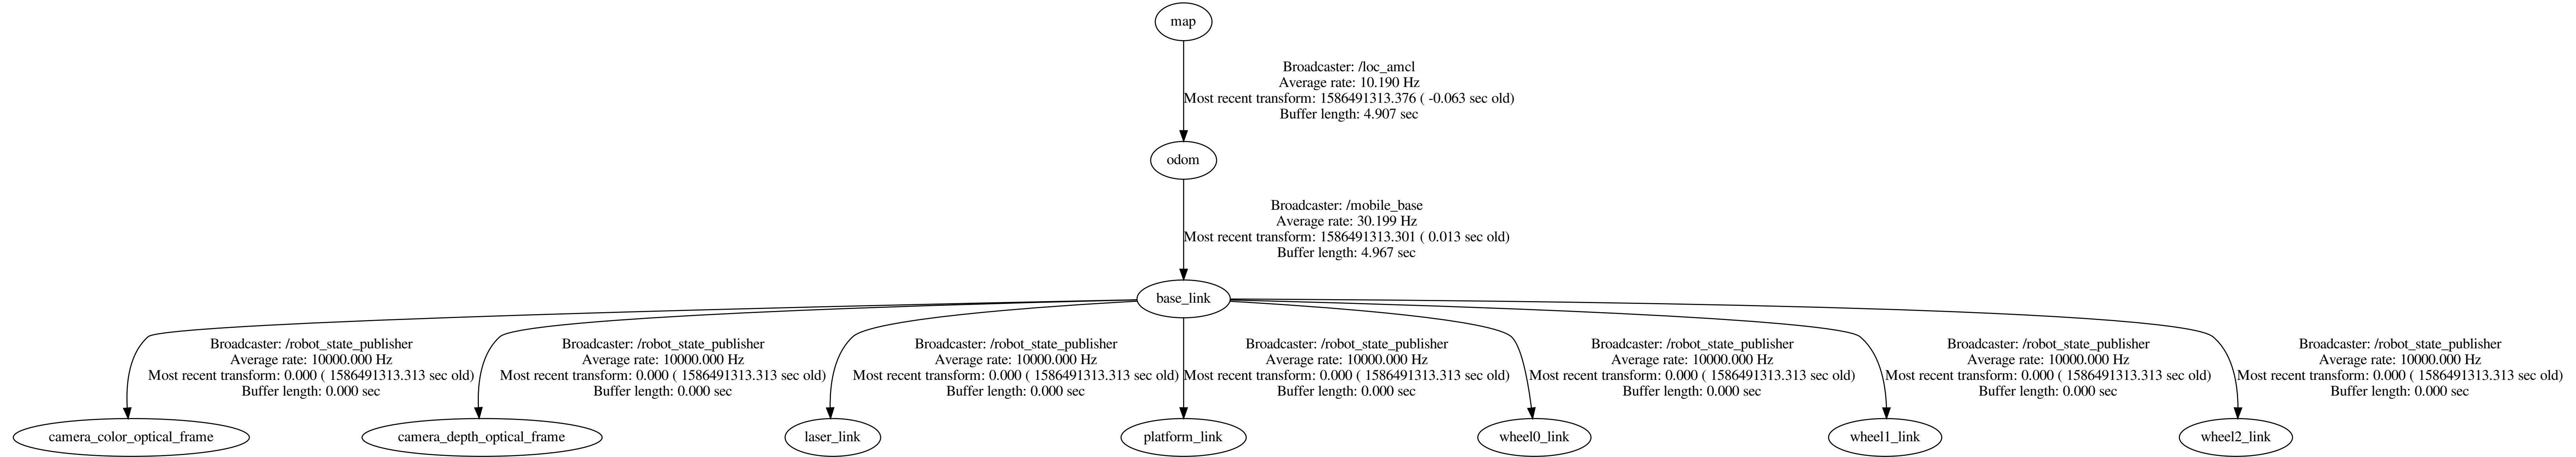 map
Broadcaster: /loc_amcl
Average rate: 10.190 Hz
Most recent transform: 1586491313.376 ( -0.063 sec old)
Buffer length: 4.907 sec
odom
Broadcaster: /mobile_base
Average rate: 30.199 Hz
Most recent transform: 1586491313.301 ( 0.013 sec old)
Buffer length: 4.967 sec
base_link
Broadcaster: /robot_state_publisher
Average rate: 10000.000 Hz
Most recent transform: 0.000 ( 1586491313.313 sec old)
Buffer length: 0.000 sec
Broadcaster: /robot_state_publisher
Average rate: 10000.000 Hz
Most recent transform: 0.000 ( 1586491313.313 sec old)
Buffer length: 0.000 sec
Broadcaster: /robot_state_publisher
Average rate: 10000.000 Hz
Most recent transform: 0.000 ( 1586491313.313 sec old)
Buffer length: 0.000 sec
Broadcaster: /robot_state_publisher
Average rate: 10000.000 Hz
Most recent transform: 0.000 ( 1586491313.313 sec old)
Buffer length: 0.000 sec
Broadcaster: /robot_state_publisher
Average rate: 10000.000 Hz
Most recent transform: 0.000 ( 1586491313.313 sec old)
Buffer length: 0.000 sec
Broadcaster: /robot_state_publisher
Average rate: 10000.000 Hz
Most recent transform: 0.000 ( 1586491313.313 sec old)
Buffer length: 0.000 sec
Broadcaster: /robot_state_publisher
Average rate: 10000.000 Hz
Most recent transform: 0.000 ( 1586491313.313 sec old)
Buffer length: 0.000 sec
camera_color_optical_frame
camera_depth_optical_frame
laser_link
platform_link
wheel0_link
wheel1_link
wheel2_link